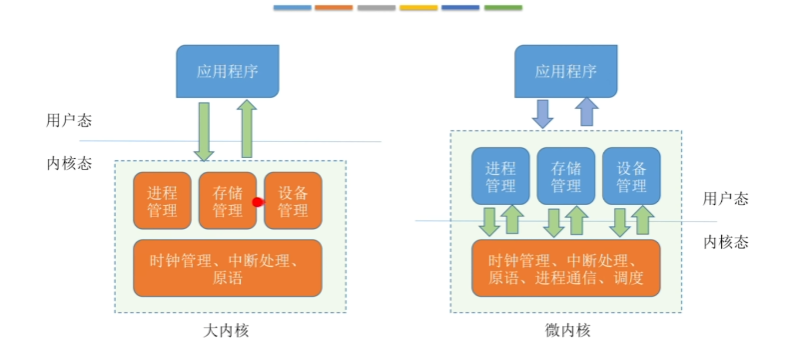 应用程序
用户态
内核态
进程
管理
存储
管理
设备
管理
时钟管理、中断处理、
原语
大内核
应用程序
进程
管理
存储
管理
设备
管理
用户态
内核态
时钟管理、中断处理、
原语、进程通信、调度
微内核